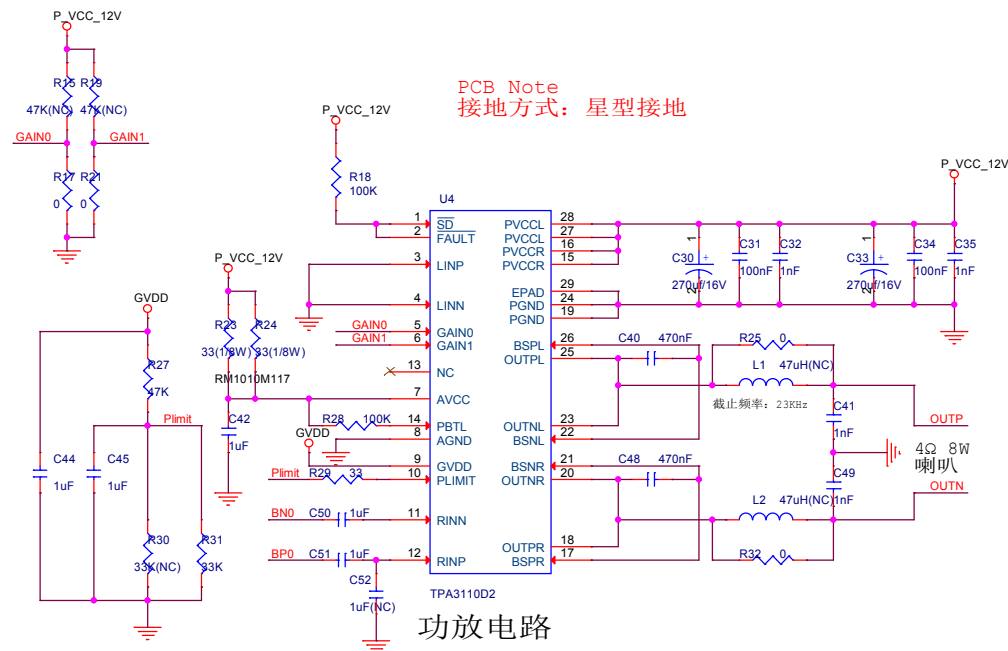 P_VCC_12V
R15
R19
47K(NC)
47K(NC)
GAIN0
GAIN1
R17
R21
0
0
PCB Note
接地方式：星型接地
P_VCC_12V
R18
100K
U4
1
SD
2
FAULT
3
LINP
4
LINN
GAIN0
5
GAIN0
GAIN1
6
GAIN1
13
NC
7
AVCC
14
PBTL
8
AGND
9
GVDD
10
PLIMIT
11
RINN
12
RINP
TPA3110D2
28
PVCCL
27
PVCCL
16
PVCCR
15
PVCCR
29
EPAD
24
PGND
19
PGND
26
BSPL
25
OUTPL
23
OUTNL
22
BSNL
21
BSNR
20
OUTNR
18
OUTPR
17
BSPR
P_VCC_12V
R23
R24
33(1/8W)
33(1/8W)
RM1010M117
C42
1uF
R28
100K
GVDD
Plimit
R29
33
BN0
C50
1uF
BP0
C51
1uF
C52
1uF(NC)
GVDD
R27
47K
Plimit
C44
1uF
C45
1uF
R30
33K(NC)
R31
33K
P_VCC_12V
1
C30
+
2
270uf/16V
C31
100nF
C32
1nF
1
C33
+
2
270uf/16V
C34
100nF
C35
1nF
C40
470nF
R25
0
L1
47uH(NC)
截止频率：23KHz
C41
1nF
OUTP
4Ω 8W
喇叭
C48
470nF
C49
1nF
OUTN
L2
47uH(NC)
R32
0
功放电路